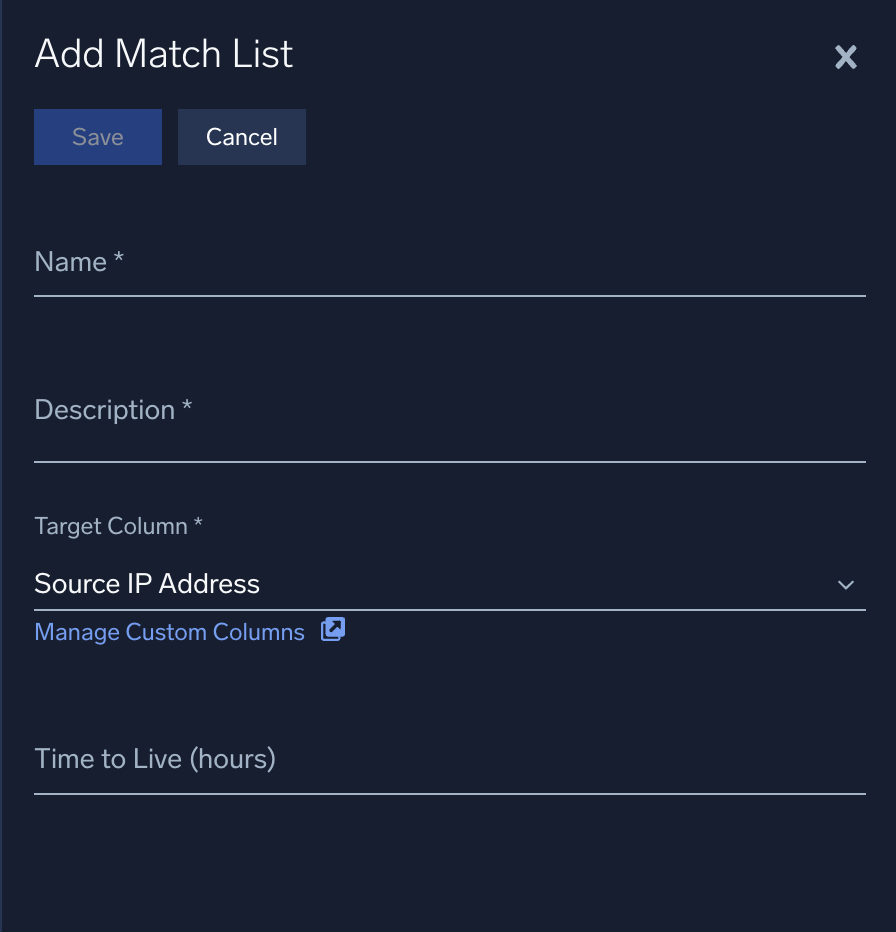 Add Match List
Save Cancel
Name *
Description *
Target Column *
Source IP Address
Manage Custom Columns
Time to Live (hours)